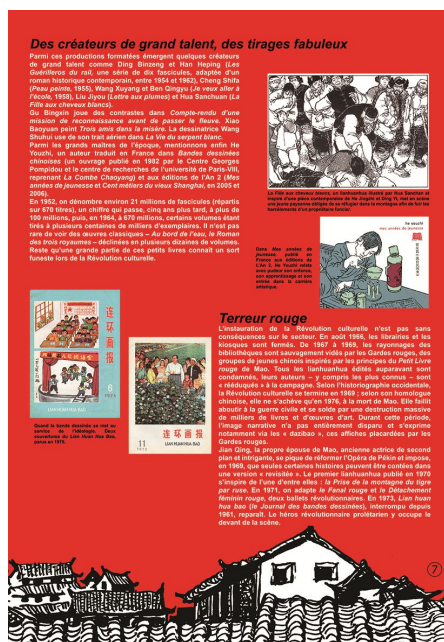 Des créateurs de grand talent, des tirages fabuleux
Parmi ces productions formatées émergent quelques créateurs
de grand talent comme Ding Binzeng et Han Heping (Les
Guérilleros du rail, une série de dix fascicules, adaptée d'un
roman historique contemporain, entre 1954 et 1962), Cheng Shifa
(Peau peinte, 1955), Wang Xuyang et Ben Qingyu (Je veux aller à
l'école, 1958), Liu Jiyou (Lettre aux plumes) et Hua Sanchuan (La
Fille aux cheveux blancs).
Gu Bingxin joue des contrastes dans Compte-rendu d'une
mission de reconnaissance avant de passer le fleuve. Xiao
Baoyuan peint Trois amis dans la misère. La dessinatrice Wang
Shuhui use de son trait aérien dans La Vie du serpent blanc.
Parmi les grands maîtres de l'époque, mentionnons enfin He
Youzhi, un auteur traduit en France dans Bandes dessinées
chinoises (un ouvrage publié en 1982 par le Centre Georges
Pompidou et le centre de recherches de l'université de Paris-VIII,
reprenant La Combe Chaoyang) et aux éditions de l'An 2 (Mes
années de jeunesse et Cent métiers du vieux Shanghai, en 2005 et
2006).
En 1952, on dénombre environ 21 millions de fascicules (répartis
sur 670 titres), un chiffre qui passe, cinq ans plus tard, à plus de
100 millions, puis, en 1964, à 670 millions, certains volumes étant
tirés à plusieurs centaines de milliers d'exemplaires. Il n'est pas
rare de voir des œuvres classiques – Au bord de l'eau, le Roman
des trois royaumes – déclinées en plusieurs dizaines de volumes.
Reste qu'une grande partie de ces petits livres connaît un sort
funeste lors de la Révolution culturelle.
La Fille aux cheveux blancs, un lianhuanhua illustré par Hua Sanchuan et
inspiré d'une pièce contemporaine de He Jingzhi et Ding Yi, met en scène
une jeune paysanne obligée de se réfugier dans la montagne afin de fuir les
harcèlements d'un propriétaire foncier.
Dans Mes années de
jeunesse, publié en
France aux éditions de
L'An 2, He Youzhi relate
avec pudeur son enfance,
son apprentissage et son
entrée dans la carrière
artistique.
he youzhi
mes années de jeunesse
连环画报
LIAN HUAN HUA BAO
连环画报
11
LIAN HUAN HUA BAO
Quand la bande dessinée se met au
service de l'idéologie. Deux
couvertures du Lian Huan Hua Bao,
Terreur rouge
L'instauration de la Révolution culturelle n'est pas sans
conséquences sur le secteur. En août 1966, les librairies et les
kiosques sont fermés. De 1967 à 1969, les rayonnages des
bibliothèques sont sauvagement vidés par les Gardes rouges, des
groupes de jeunes chinois inspirés par les principes du Petit Livre
rouge de Mao. Tous les lianhuanhua édités auparavant sont
condamnés, leurs auteurs – y compris les plus connus – sont
« rééduqués » à la campagne. Selon l'historiographie occidentale,
la Révolution culturelle se termine en 1969 ; selon son homologue
chinoise, elle ne s'achève qu'en 1976, à la mort de Mao. Elle faillit
aboutir à la guerre civile et se solde par une destruction massive
de milliers de livres et d'œuvres d'art. Durant cette période,
l'image narrative n'a pas entièrement disparu et s'exprime
notamment via les « dazibao », ces affiches placardées par les
Gardes rouges.
Jian Qing, la propre épouse de Mao, ancienne actrice de second
plan et intrigante, se pique de réformer l'Opéra de Pékin et impose,
en 1969, que seules certaines histoires peuvent être contées dans
une version « revisitée ». Le premier lianhuanhua publié en 1970
s'inspire de l'une d'entre elles : la Prise de la montagne du tigre
par ruse. En 1971, on adapte le Fanal rouge et le Détachement
féminin rouge, deux ballets révolutionnaires. En 1973, Lian huan
hua bao (le Journal des bandes dessinées), interrompu depuis
1961, reparaît. Le héros révolutionnaire prolétarien y occupe le
devant de la scène.
7